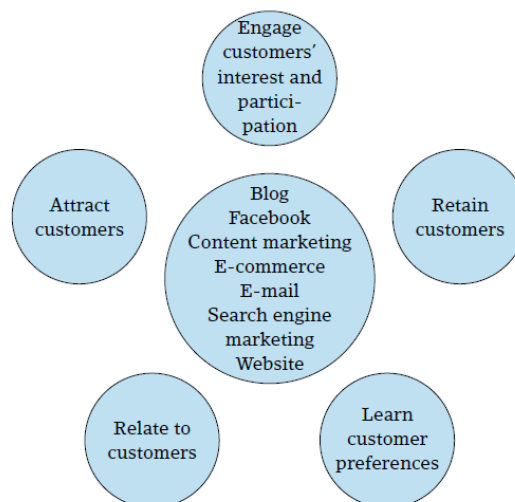 Engage
customers´
interest and
partici-
pation
Attract
customers
Blog
Facebook
Content marketing
E-commerce
E-mail
Search engine
marketing
Website
Retain
customers
Relate to
customers
Learn
customer
preferences